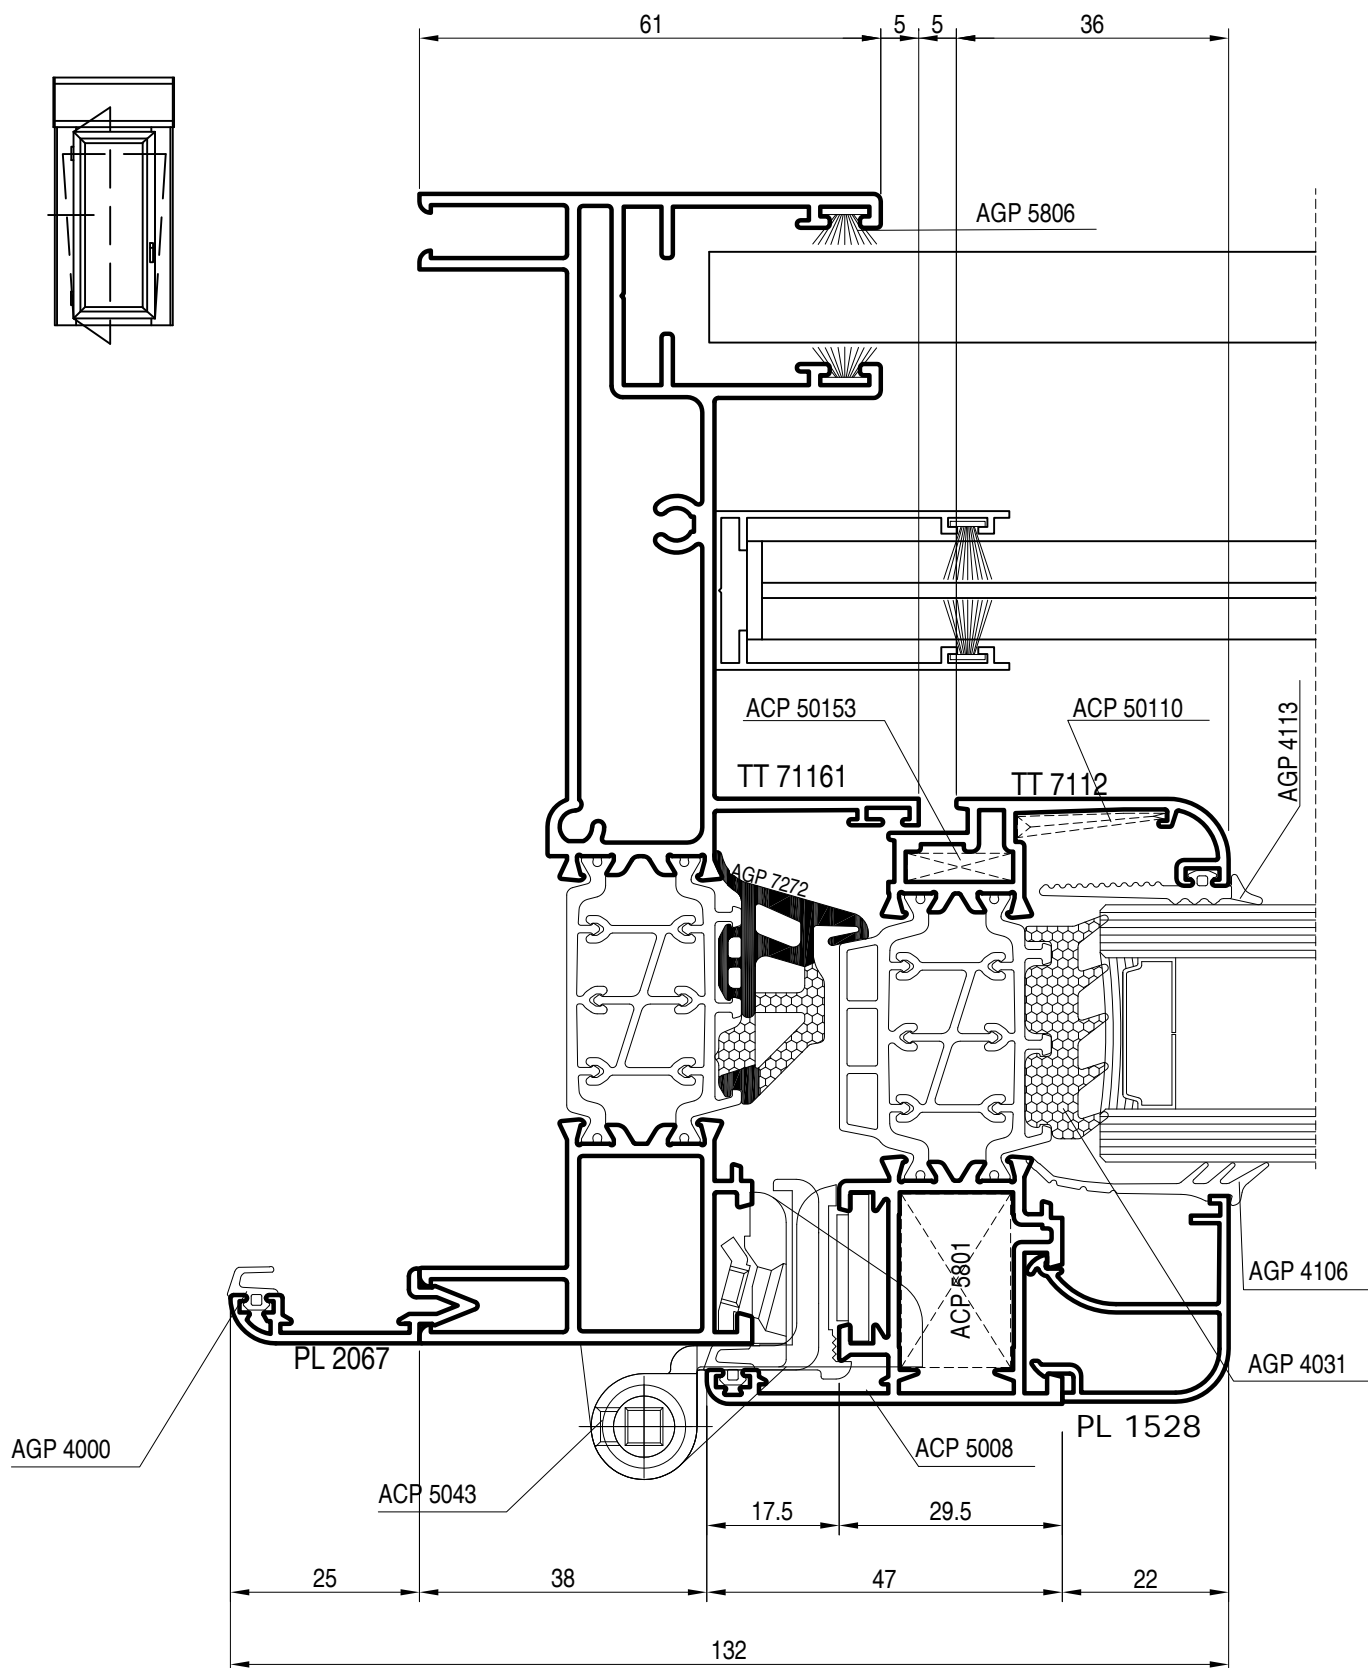 61
5
5
36
AGP 5806
ACP 50153
ACP 50110
AGP 4113
TT 71161
TT 7112
AGP 7272
ACP 5801
AGP 4106
PL 2067
AGP 4031
PL 1528
AGP 4000
ACP 5008
ACP 5043
17.5
29.5
25
38
47
22
132